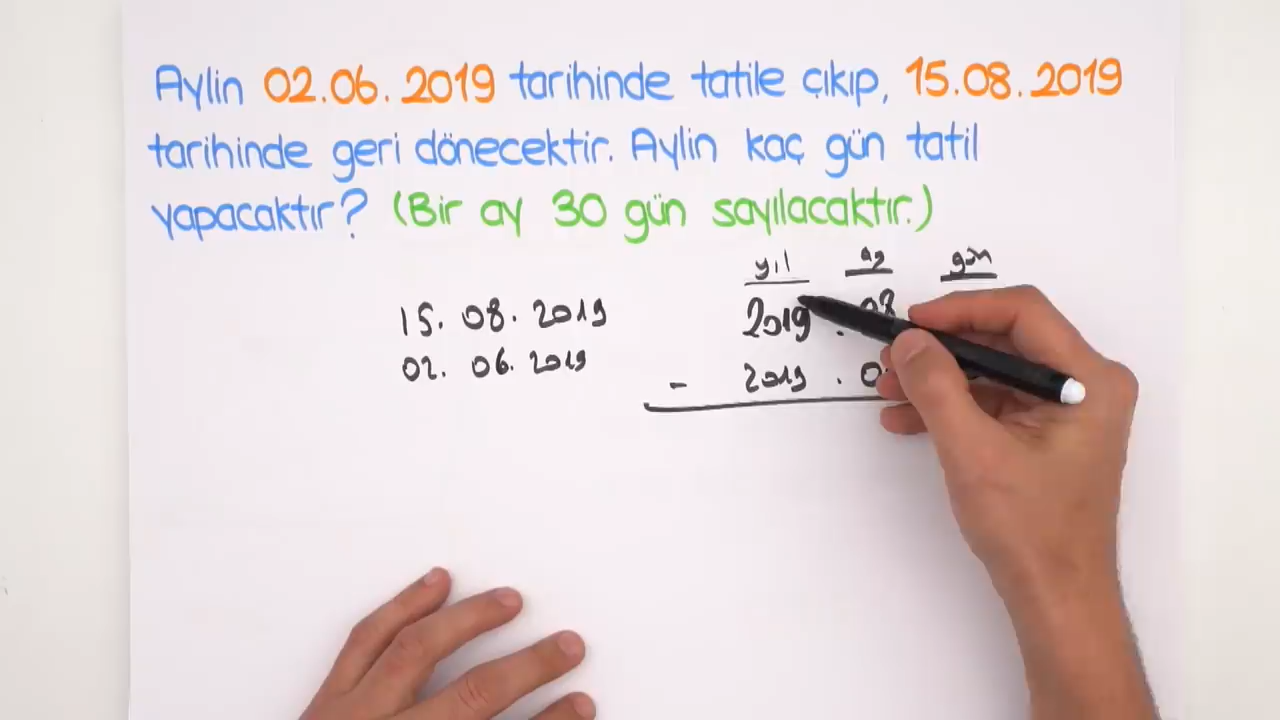 Aylin 02.06.2019 tarihinde tatile çıkıp, 15.08.2019
tarihinde geri dönecektir. Aylin kaç gün tatil
yapacaktır? (Bir ay 30 gün sayılacaktır.)
yıl ay gün
15. 08. 2019 2019 . 08
02. 06. 2019 - 2019 .